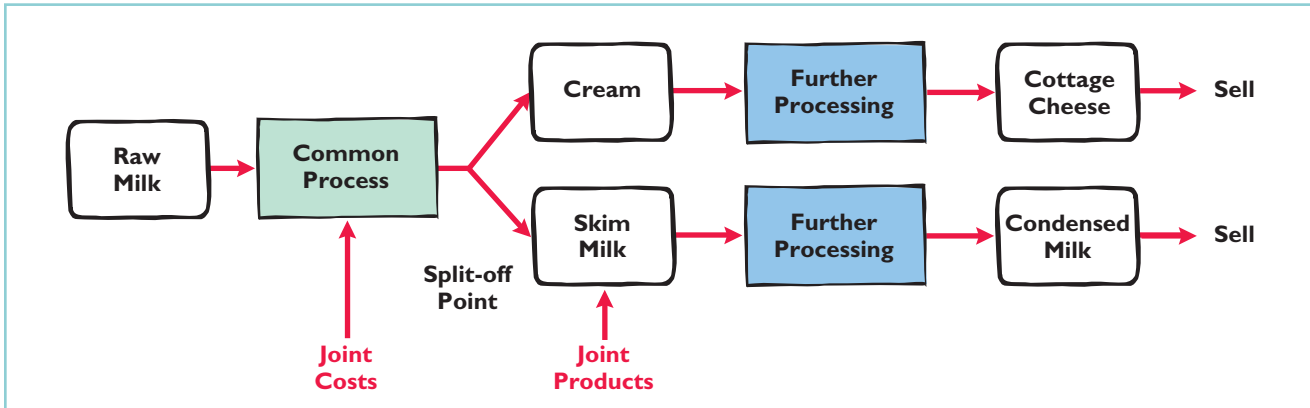 Raw
Milk
Common
Process
Cream
Further
Processing
Cottage
Cheese
Sell
Skim
Milk
Further
Processing
Condensed
Milk
Sell
Split-off
Point
Joint
Costs
Joint
Products